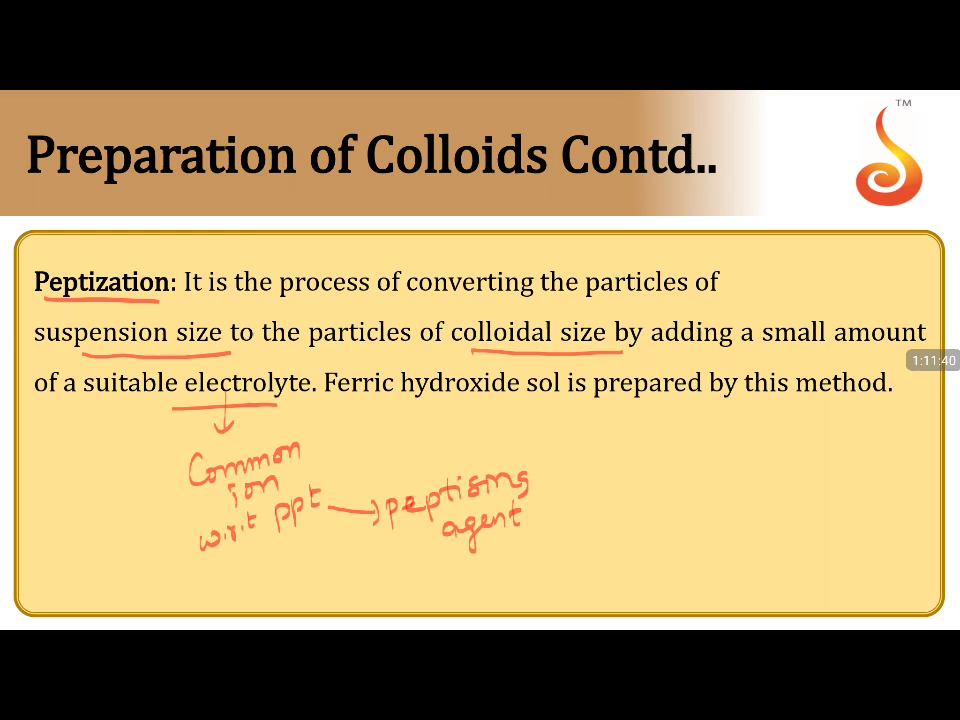 TM
Preparation of Colloids Contd..
Peptization: It is the process of converting the particles of
suspension size to the particles of colloidal size by adding a small amount
1:11:40
of a suitable electrolyte. Ferric hydroxide sol is prepared by this method.
Common
ion
w.r.t ppt → peptising
agent